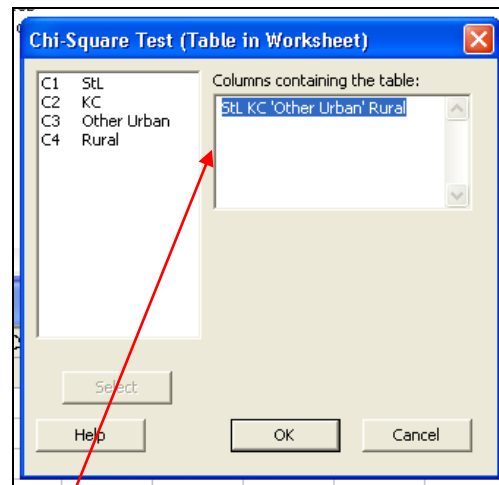 Chi-Square Test (Table in Worksheet)
C1 StL
C2 KC
C3 Other Urban
C4 Rural
Columns containing the table:
StL KC 'Other Urban' Rural
Select
Help
OK
Cancel